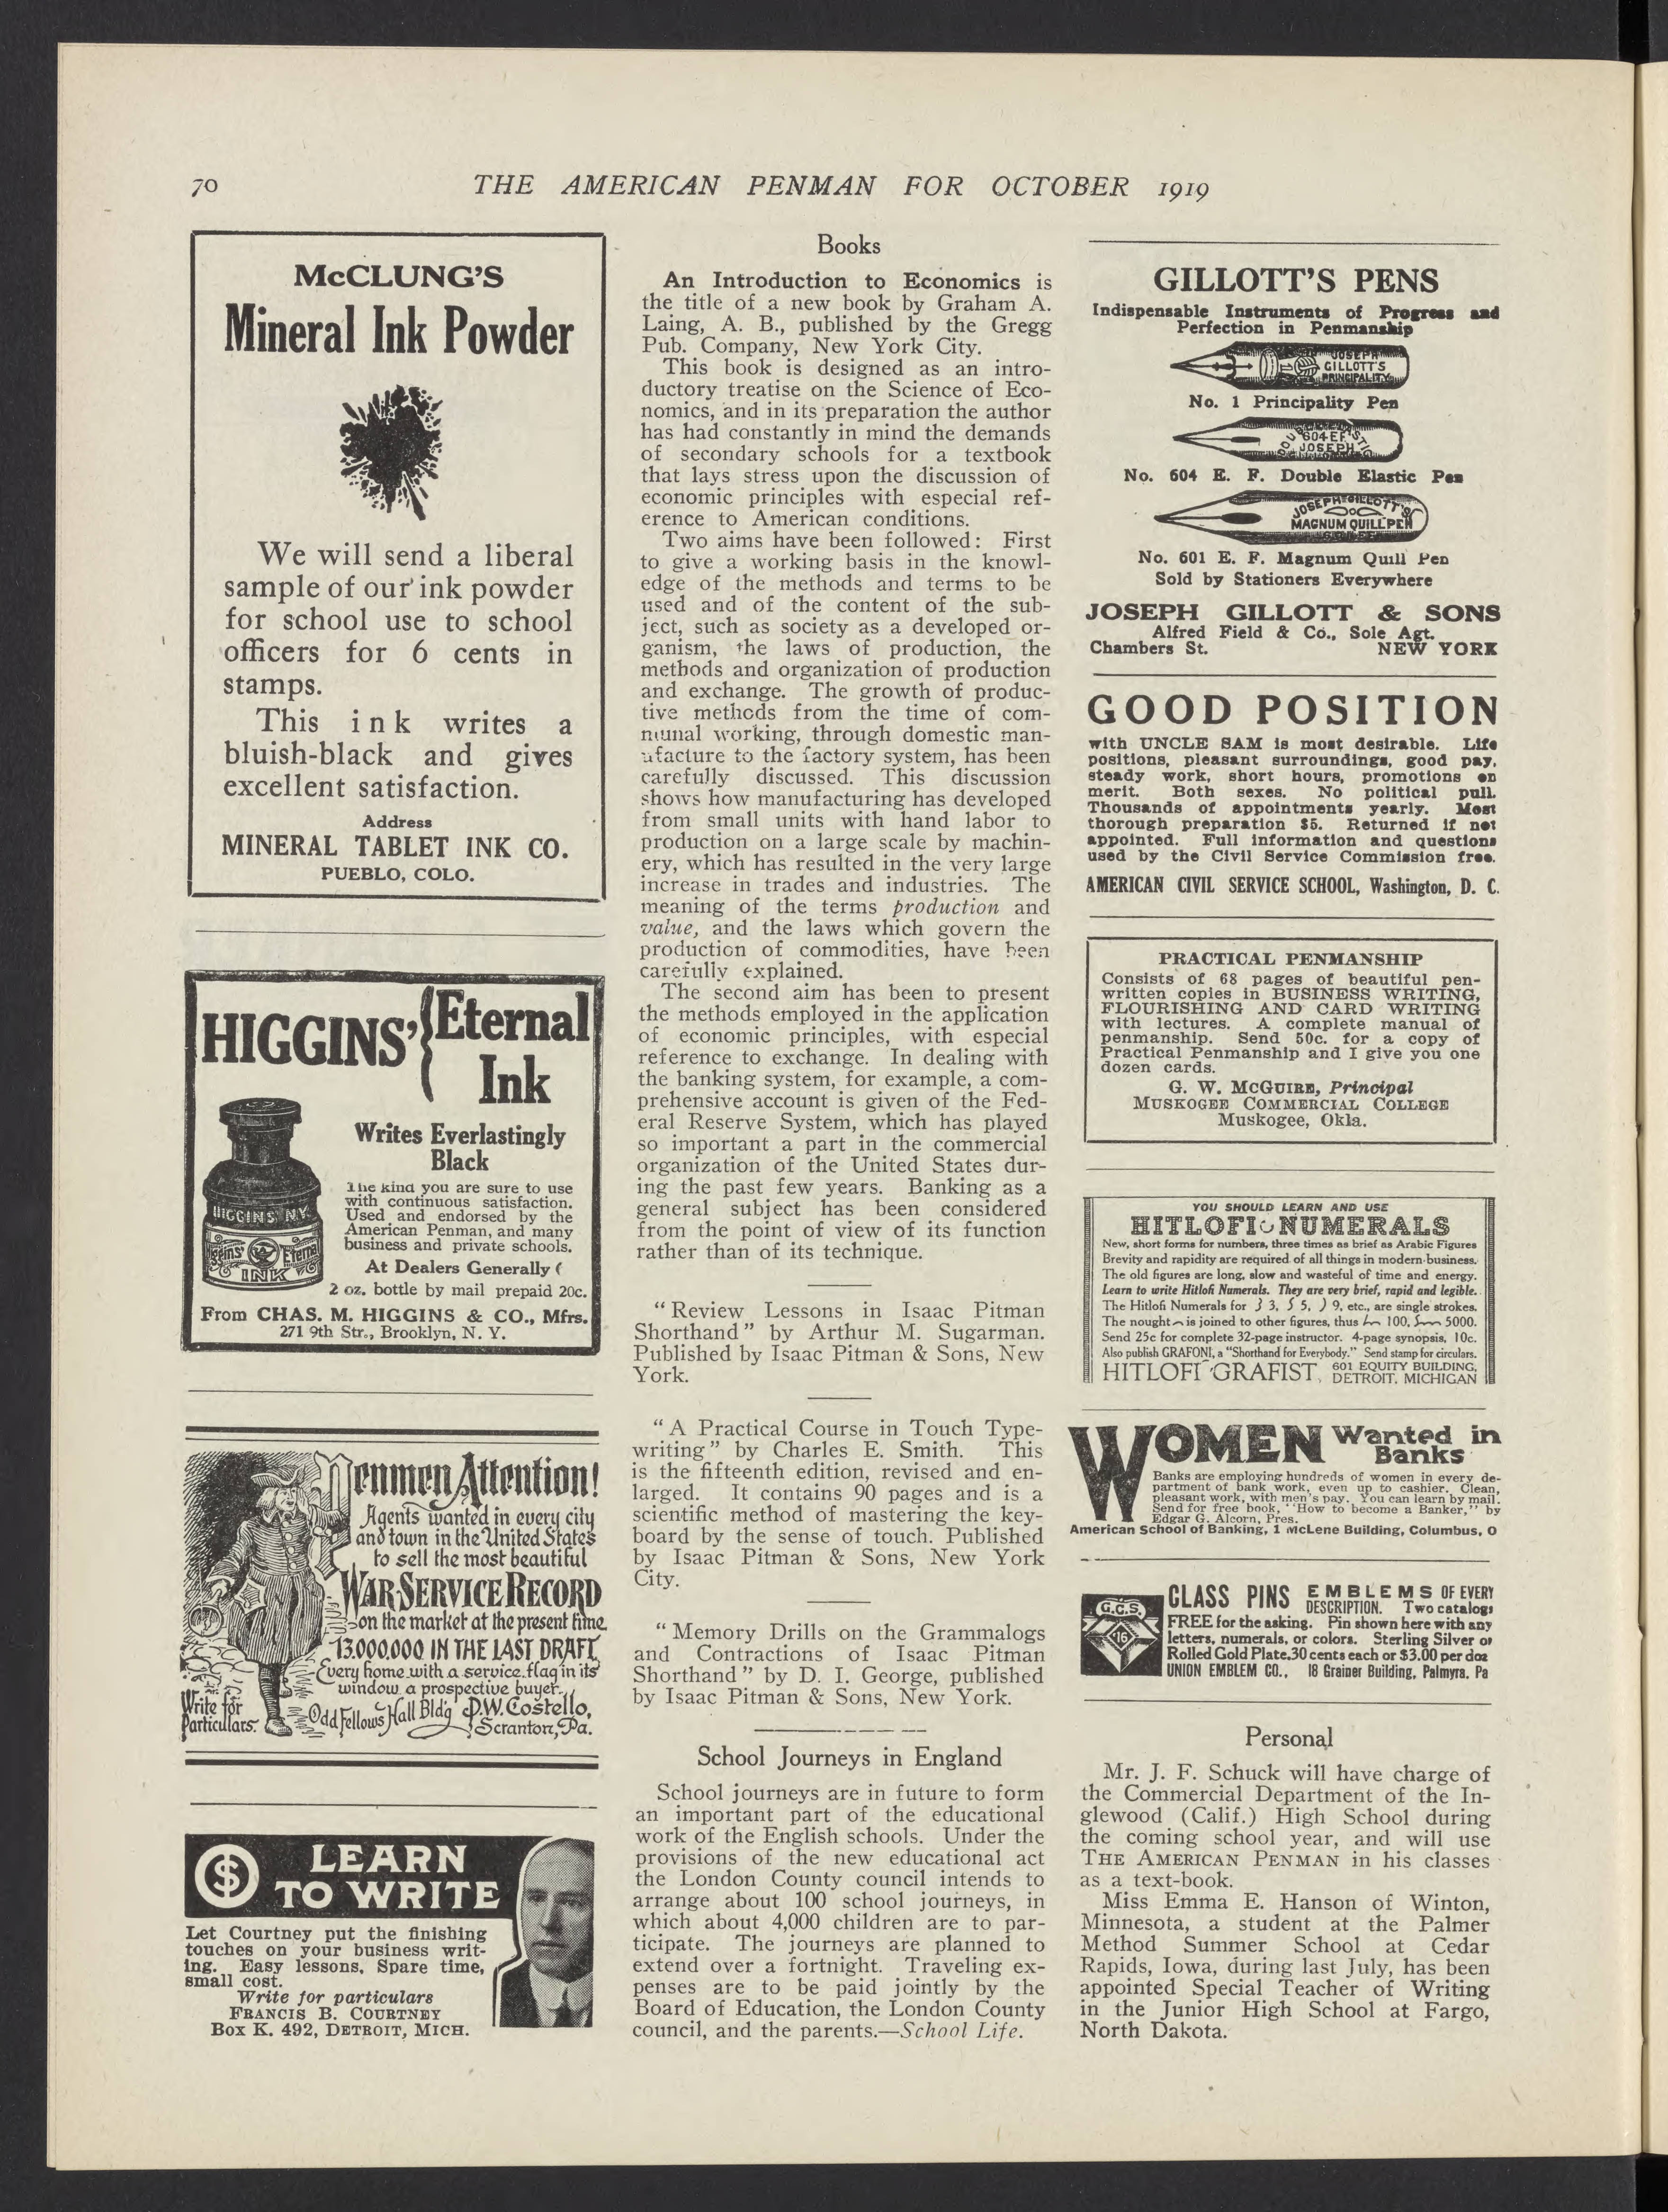 70
THE AMERICAN PENMAN FOR OCTOBER 1919
McCLUNG'S
Mineral Ink Powder
We will send a liberal
sample of our ink powder
for school use to school
officers for 6 cents in
stamps.
This ink writes a
bluish-black and gives
excellent satisfaction.
Address
MINERAL TABLET INK CO.
PUEBLO, COLO.
HIGGINS' Eternal
Ink
Writes Everlastingly
Black
The kind you are sure to use
with continuous satisfaction.
Used and endorsed by the
American Penman, and many
business and private schools.
At Dealers Generally
2 oz. bottle by mail prepaid 20c.
HIGGINS N.Y.
Higgins' Eternal
INK
From CHAS. M. HIGGINS & CO., Mfrs.
271 9th Str., Brooklyn, N. Y.
Penmen Attention!
Agents wanted in every city
and town in the United States
to sell the most beautiful
WAR SERVICE RECORD
on the market at the present time.
13.000.000 IN THE LAST DRAFT
Every home with a service flag in its
window a prospective buyer.
Write for
Particulars.
Odd Fellows Hall Bldg P.W. Costello,
Scranton, Pa.
$ LEARN
TO WRITE
Let Courtney put the finishing
touches on your business writ-
ing. Easy lessons. Spare time,
small cost.
Write for particulars
FRANCIS B. COURTNEY
Box K. 492, DETROIT, MICH.
Books
An Introduction to Economics is
the title of a new book by Graham A.
Laing, A. B., published by the Gregg
Pub. Company, New York City.
This book is designed as an intro-
ductory treatise on the Science of Eco-
nomics, and in its preparation the author
has had constantly in mind the demands
of secondary schools for a textbook
that lays stress upon the discussion of
economic principles with especial ref-
erence to American conditions.
Two aims have been followed: First
to give a working basis in the knowl-
edge of the methods and terms to be
used and of the content of the sub-
ject, such as society as a developed or-
ganism, the laws of production, the
methods and organization of production
and exchange. The growth of produc-
tive methods from the time of com-
munal working, through domestic man-
ufacture to the factory system, has been
carefully discussed. This discussion
shows how manufacturing has developed
from small units with hand labor to
production on a large scale by machin-
ery, which has resulted in the very large
increase in trades and industries. The
meaning of the terms production and
value, and the laws which govern the
production of commodities, have been
carefully explained.
The second aim has been to present
the methods employed in the application
of economic principles, with especial
reference to exchange. In dealing with
the banking system, for example, a com-
prehensive account is given of the Fed-
eral Reserve System, which has played
so important a part in the commercial
organization of the United States dur-
ing the past few years. Banking as a
general subject has been considered
from the point of view of its function
rather than of its technique.
"Review Lessons in Isaac Pitman
Shorthand" by Arthur M. Sugarman.
Published by Isaac Pitman & Sons, New
York.
"A Practical Course in Touch Type-
writing" by Charles E. Smith. This
is the fifteenth edition, revised and en-
larged. It contains 90 pages and is a
scientific method of mastering the key-
board by the sense of touch. Published
by Isaac Pitman & Sons, New York
City.
"Memory Drills on the Grammalogs
and Contractions of Isaac Pitman
Shorthand" by D. I. George, published
by Isaac Pitman & Sons, New York.
School Journeys in England
School journeys are in future to form
an important part of the educational
work of the English schools. Under the
provisions of the new educational act
the London County council intends to
arrange about 100 school journeys, in
which about 4,000 children are to par-
ticipate. The journeys are planned to
extend over a fortnight. Traveling ex-
penses are to be paid jointly by the
Board of Education, the London County
council, and the parents.—School Life.
GILLOTT'S PENS
Indispensable Instruments of Progress and
Perfection in Penmanship
JOSEPH
GILLOTT'S
PRINCIPALITY
No. 1 Principality Pen
604 EF
JOSEPH
No. 604 E. F. Double Elastic Pen
JOSEPH GILLOTT'S
MAGNUM QUILL PEN
No. 601 E. F. Magnum Quill Pen
Sold by Stationers Everywhere
JOSEPH GILLOTT & SONS
Alfred Field & Co., Sole Agt.
Chambers St. NEW YORK
GOOD POSITION
with UNCLE SAM is most desirable. Life
positions, pleasant surroundings, good pay,
steady work, short hours, promotions on
merit. Both sexes. No political pull.
Thousands of appointments yearly. Most
thorough preparation $5. Returned if not
appointed. Full information and questions
used by the Civil Service Commission free.
AMERICAN CIVIL SERVICE SCHOOL, Washington, D. C.
PRACTICAL PENMANSHIP
Consists of 68 pages of beautiful pen-
written copies in BUSINESS WRITING,
FLOURISHING AND CARD WRITING
with lectures. A complete manual of
penmanship. Send 50c. for a copy of
Practical Penmanship and I give you one
dozen cards.
G. W. MCGUIRE, Principal
MUSKOGEE COMMERCIAL COLLEGE
Muskogee, Okla.
YOU SHOULD LEARN AND USE
HITLOFI NUMERALS
New, short forms for numbers, three times as brief as Arabic Figures
Brevity and rapidity are required of all things in modern business.
The old figures are long, slow and wasteful of time and energy.
Learn to write Hitlofi Numerals. They are very brief, rapid and legible.
The Hitlofi Numerals for 3, 5, 9, etc., are single strokes.
The nought is joined to other figures, thus 100, 5000.
Send 25c for complete 32-page instructor. 4-page synopsis, 10c.
Also publish GRAFONI, a "Shorthand for Everybody." Send stamp for circulars.
HITLOFI GRAFIST, 601 EQUITY BUILDING,
DETROIT, MICHIGAN
WOMEN Wanted in
Banks
Banks are employing hundreds of women in every de-
partment of bank work, even up to cashier. Clean,
pleasant work, with men's pay. You can learn by mail.
Send for free book, "How to become a Banker," by
Edgar G. Alcorn, Pres.
American School of Banking, 1 McLene Building, Columbus, O
G.C.S.
'16
CLASS PINS EMBLEMS OF EVERY
DESCRIPTION. Two catalogs
FREE for the asking. Pin shown here with any
letters, numerals, or colors. Sterling Silver or
Rolled Gold Plate, 30 cents each or $3.00 per doz
UNION EMBLEM CO., 18 Grainer Building, Palmyra, Pa
Personal
Mr. J. F. Schuck will have charge of
the Commercial Department of the In-
glewood (Calif.) High School during
the coming school year, and will use
THE AMERICAN PENMAN in his classes
as a text-book.
Miss Emma E. Hanson of Winton,
Minnesota, a student at the Palmer
Method Summer School at Cedar
Rapids, Iowa, during last July, has been
appointed Special Teacher of Writing
in the Junior High School at Fargo,
North Dakota.